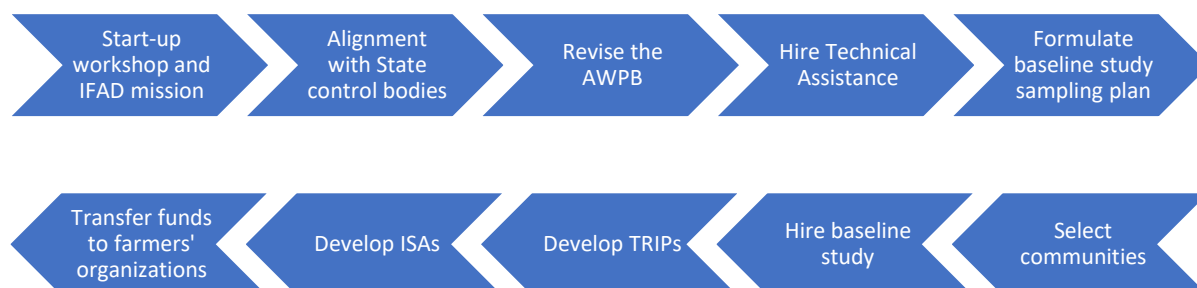 Start-up
workshop and
IFAD mission
Alignment
with State
control bodies
Revise the
AWPB
Hire Technical
Assistance
Formulate
baseline study
sampling plan
Transfer funds
to farmers'
organizations
Develop ISAs
Develop TRIPs
Hire baseline
study
Select
communities